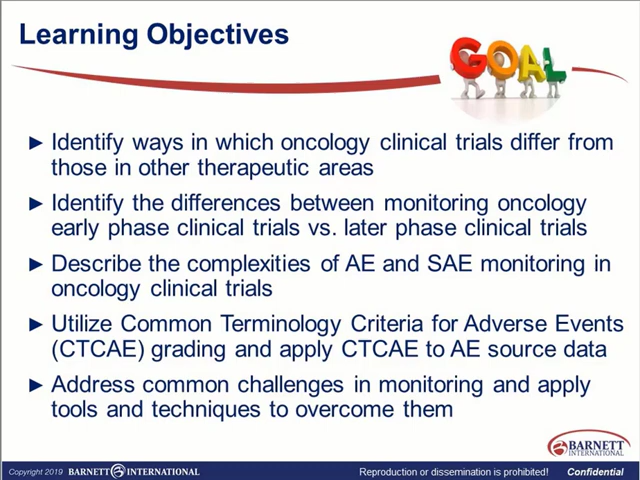 Learning Objectives
GOAL
► Identify ways in which oncology clinical trials differ from
those in other therapeutic areas
► Identify the differences between monitoring oncology
early phase clinical trials vs. later phase clinical trials
► Describe the complexities of AE and SAE monitoring in
oncology clinical trials
► Utilize Common Terminology Criteria for Adverse Events
(CTCAE) grading and apply CTCAE to AE source data
► Address common challenges in monitoring and apply
tools and techniques to overcome them
BARNETT
INTERNATIONAL
Copyright 2019 BARNETT INTERNATIONAL Reproduction or dissemination is prohibited! Confidential